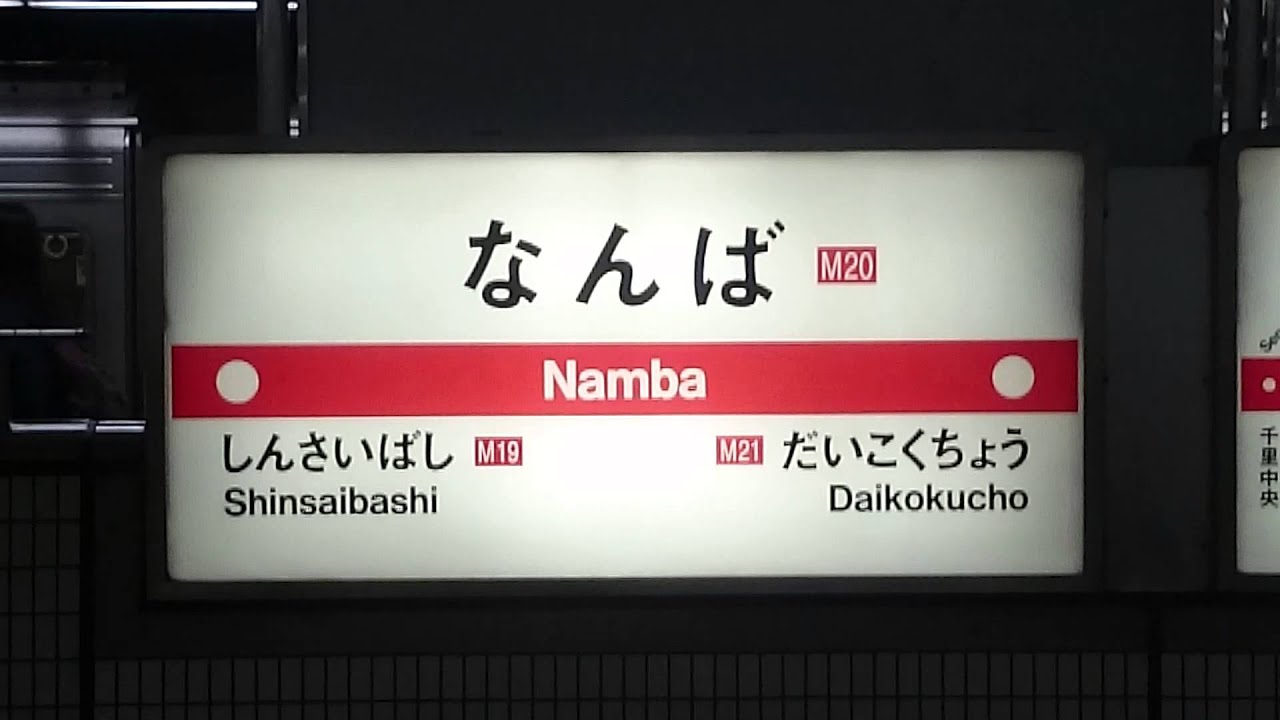 なんば M20
Namba
しんさいばし M19
Shinsaibashi
M21 だいこくちょう
Daikokucho
千里中央